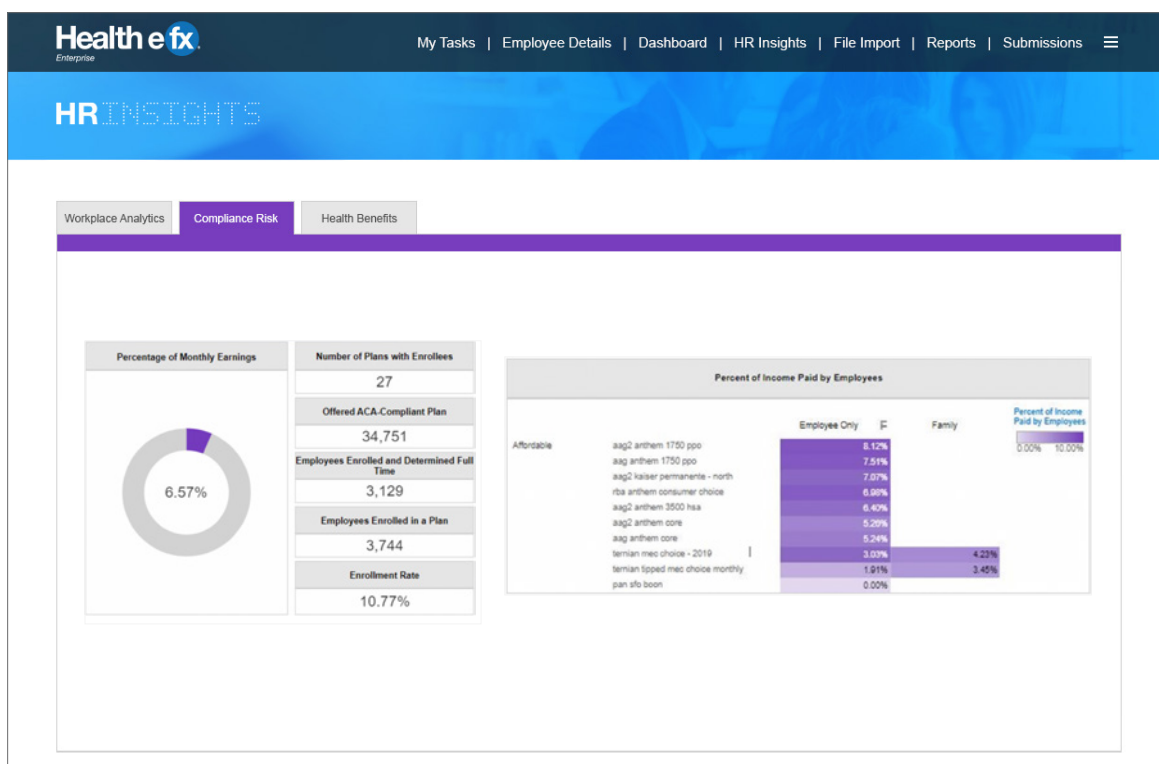 Health e fx.
Enterprise
My Tasks | Employee Details | Dashboard | HR Insights | File Import | Reports | Submissions
HR INSIGHTS
Workplace Analytics
Compliance Risk
Health Benefits
Percentage of Monthly Earnings
6.57%
Number of Plans with Enrollees
27
Offered ACA-Compliant Plan
34,751
Employees Enrolled and Determined Full
Time
3,129
Employees Enrolled in a Plan
3,744
Enrollment Rate
10.77%
Percent of Income Paid by Employees
Employee Only Family
Percent of Income
Paid by Employees
0.00% 10.00%
Affordable aag2 anthem 1750 ppo 8.12%
aag anthem 1750 ppo 7.51%
aag2 kaiser permanente - north 7.07%
rba anthem consumer choice 6.98%
aag2 anthem 3500 hsa 6.40%
aag2 anthem core 5.26%
aag anthem core 5.24%
ternian mec choice - 2019 3.03% 4.23%
ternian tipped mec choice monthly 1.91% 3.45%
pan sfo boon 0.00%